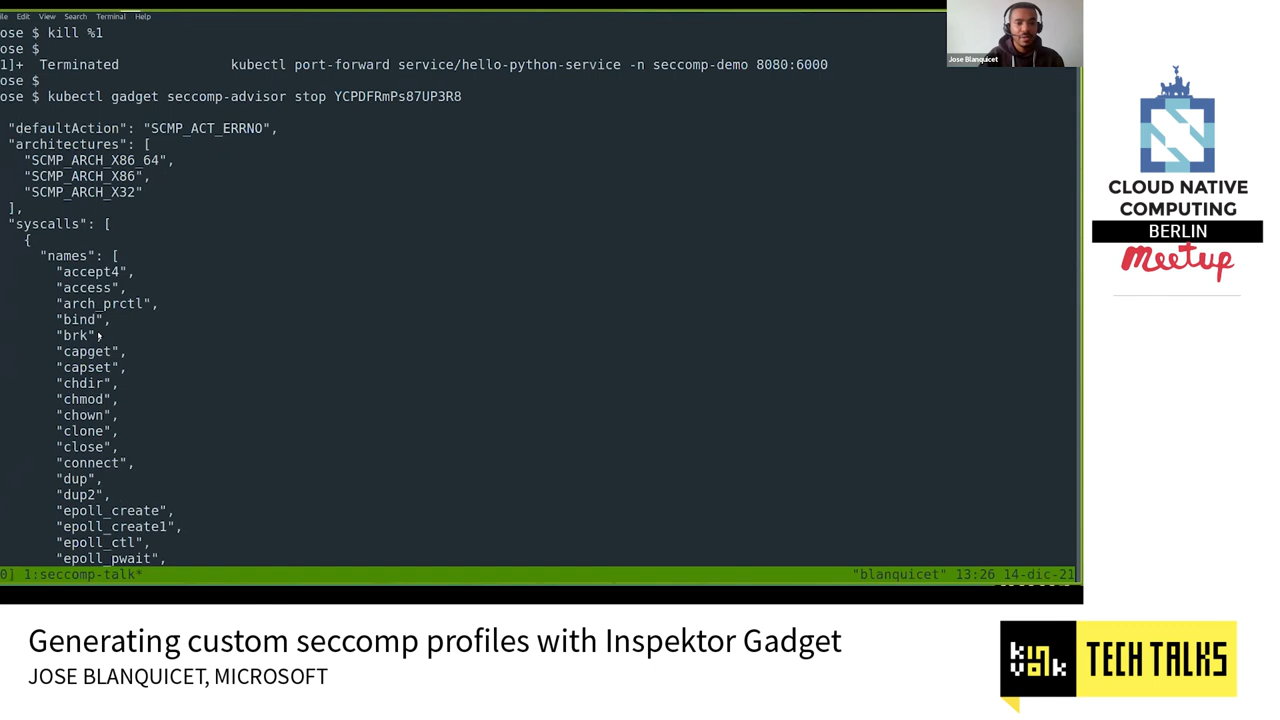 ile Edit View Search Terminal Help
ose $ kill %1
ose $
1]+  Terminated              kubectl port-forward service/hello-python-service -n seccomp-demo 8080:6000
ose $
ose $ kubectl gadget seccomp-advisor stop YCPDFRmPs87UP3R8
"defaultAction": "SCMP_ACT_ERRNO",
"architectures": [
"SCMP_ARCH_X86_64",
"SCMP_ARCH_X86",
"SCMP_ARCH_X32"
],
"syscalls": [
{
"names": [
"accept4",
"access",
"arch_prctl",
"bind",
"brk",
"capget",
"capset",
"chdir",
"chmod",
"chown",
"clone",
"close",
"connect",
"dup",
"dup2",
"epoll_create",
"epoll_create1",
"epoll_ctl",
"epoll_pwait",
0] 1:seccomp-talk* "blanquicet" 13:26 14-dic-21
Jose Blanquicet
CLOUD NATIVE
COMPUTING
BERLIN
Meetup
Generating custom seccomp profiles with Inspektor Gadget
JOSE BLANQUICET, MICROSOFT
kinvolk
TECH TALKS